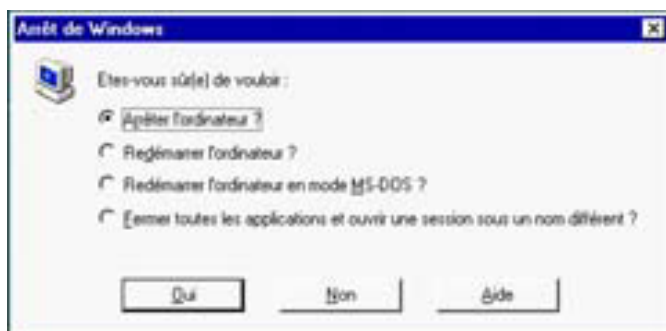 Arrêt de Windows
Etes-vous sûr(e) de vouloir :
Arrêter l'ordinateur ?
Redémarrer l'ordinateur ?
Redémarrer l'ordinateur en mode MS-DOS ?
Fermer toutes les applications et ouvrir une session sous un nom différent ?
Oui
Non
Aide